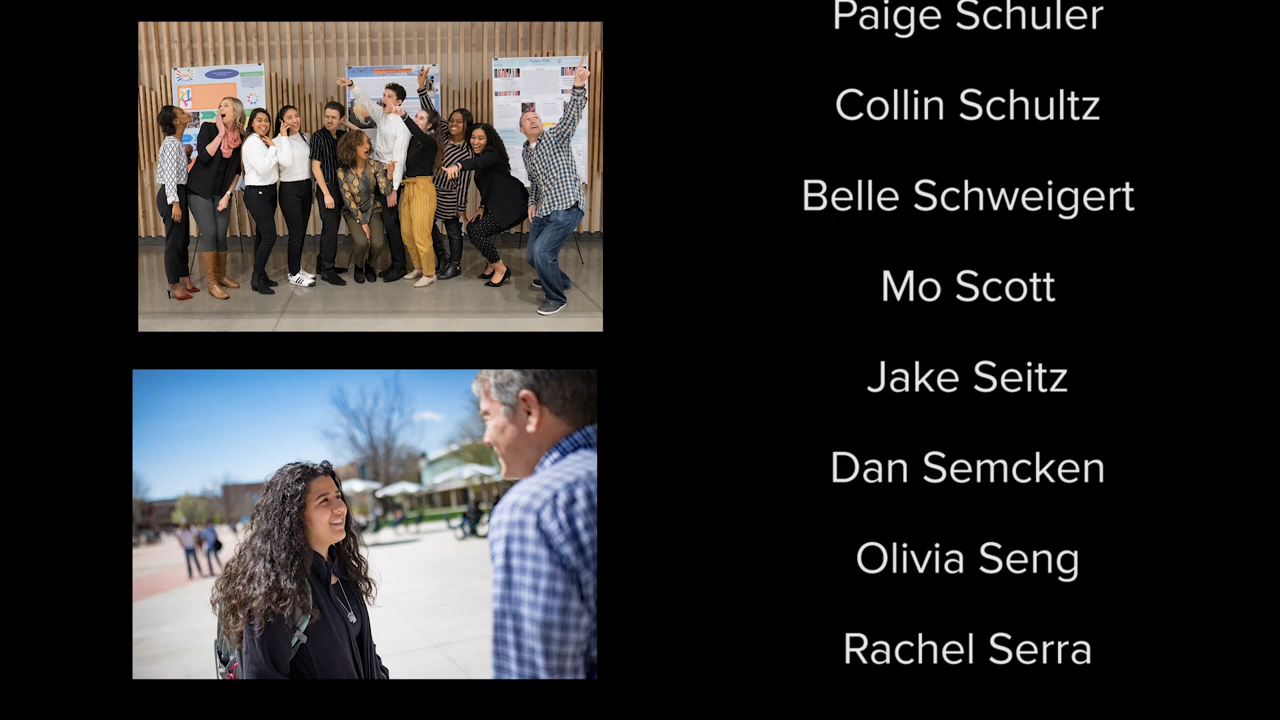 Paige Schuler
Collin Schultz
Belle Schweigert
Mo Scott
Jake Seitz
Dan Semcken
Olivia Seng
Rachel Serra